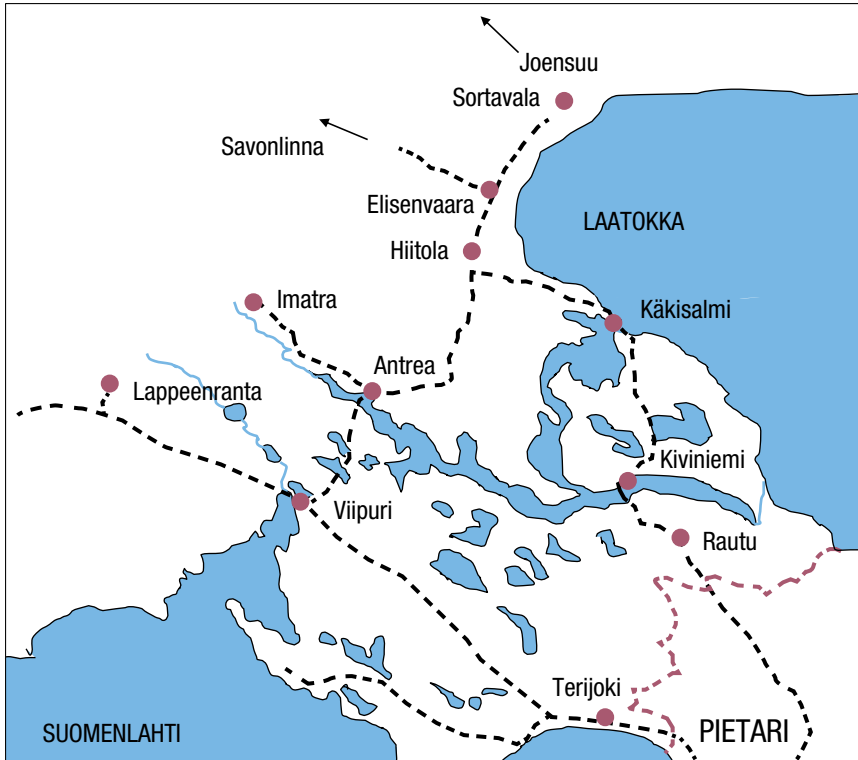 Joensuu
Sortavala
Savonlinna
Elisenvaara
LAATOKKA
Hiitola
Imatra
Käkisalmi
Antrea
Lappeenranta
Kiviniemi
Viipuri
Rautu
Terijoki
SUOMENLAHTI
PIETARI